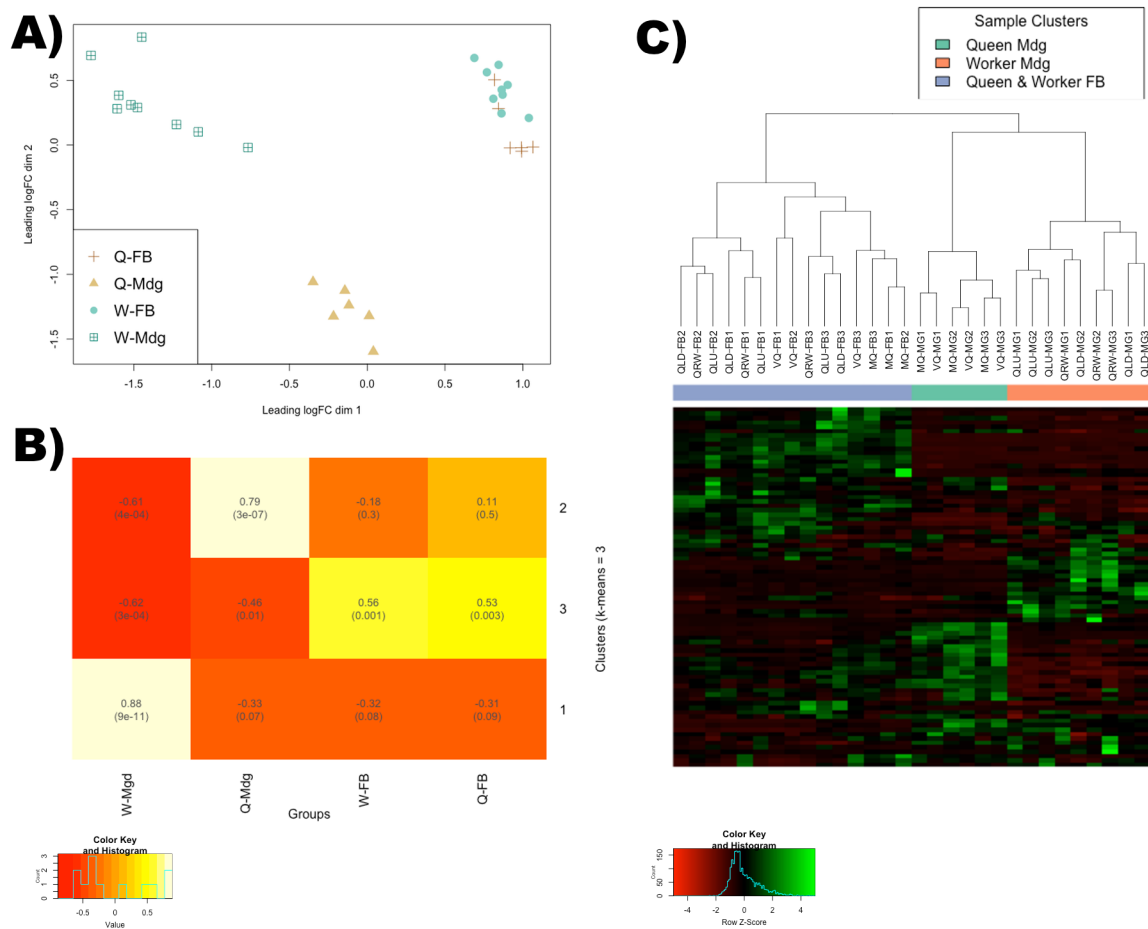 A)
0.5
0.0
-0.5
-1.0
-1.5
Leading logFC dim 2
Q-FB
Q-Mdg
W-FB
W-Mdg
-1.5
-1.0
-0.5
0.0
0.5
1.0
Leading logFC dim 1
B)
-0.61
(4e-04)
0.79
(3e-07)
-0.18
(0.3)
0.11
(0.5)
2
-0.62
(3e-04)
-0.46
(0.01)
0.56
(0.001)
0.53
(0.003)
3
0.88
(9e-11)
-0.33
(0.07)
-0.32
(0.08)
-0.31
(0.09)
1
Clusters (k-means = 3
W-Mgd
Q-Mdg
W-FB
Q-FB
Groups
Color Key
and Histogram
Count
0 1 2 3
-0.5 0 0.5
Value
C)
Sample Clusters
Queen Mdg
Worker Mdg
Queen & Worker FB
QLD-FB2
QRW-FB2
QLU-FB2
QLD-FB1
QRW-FB1
QLU-FB1
VQ-FB1
VQ-FB2
QRW-FB3
QLU-FB3
QLD-FB3
VQ-FB3
MQ-FB3
MQ-FB1
MQ-FB2
MQ-MG1
VQ-MG1
MQ-MG2
VQ-MG2
MQ-MG3
VQ-MG3
QLU-MG1
QLU-MG2
QLU-MG3
QRW-MG1
QLD-MG2
QRW-MG2
QRW-MG3
QLD-MG1
QLD-MG3
Color Key
and Histogram
Count
0 50 150
-4 -2 0 2 4
Row Z-Score